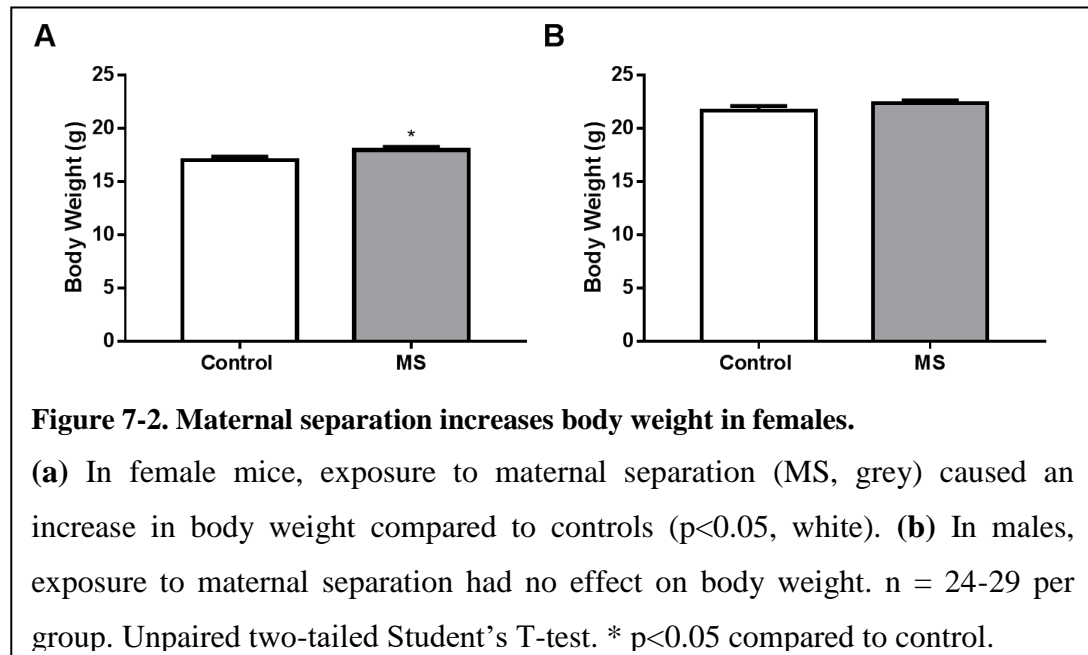 A
B
25
20
15
10
5
0
Body Weight (g)
*
Control
MS
25
20
15
10
5
0
Body Weight (g)
Control
MS
Figure 7-2. Maternal separation increases body weight in females.
(a) In female mice, exposure to maternal separation (MS, grey) caused an
increase in body weight compared to controls (p<0.05, white). (b) In males,
exposure to maternal separation had no effect on body weight. n = 24-29 per
group. Unpaired two-tailed Student’s T-test. * p<0.05 compared to control.